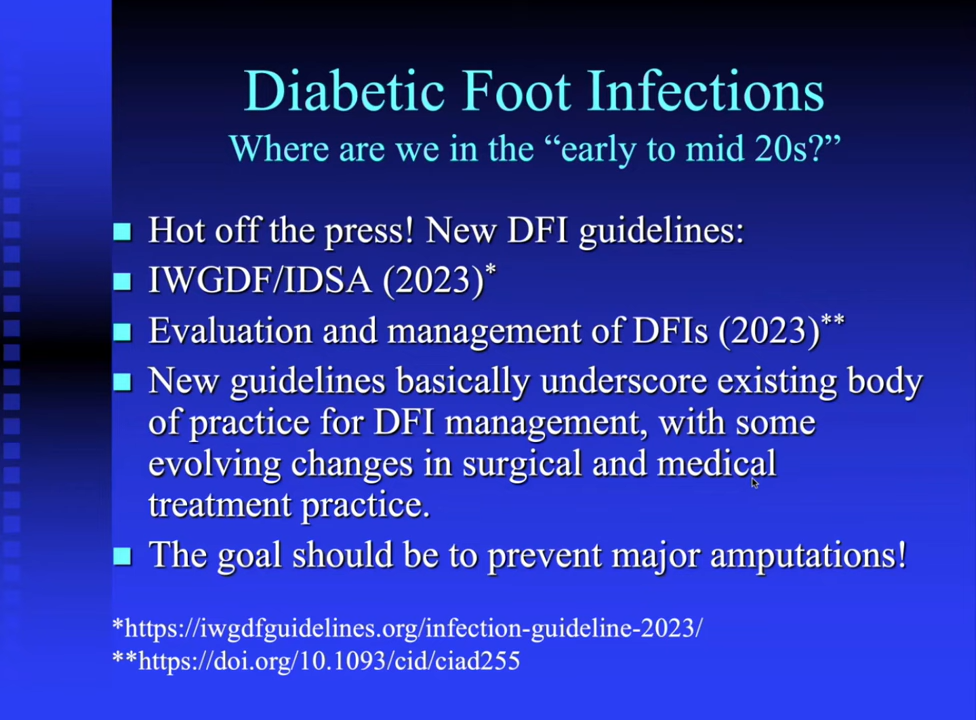 Diabetic Foot Infections
Where are we in the “early to mid 20s?”
Hot off the press! New DFI guidelines:
IWGDF/IDSA (2023)*
Evaluation and management of DFIs (2023)**
New guidelines basically underscore existing body
of practice for DFI management, with some
evolving changes in surgical and medical
treatment practice.
The goal should be to prevent major amputations!
*https://iwgdfguidelines.org/infection-guideline-2023/
**https://doi.org/10.1093/cid/ciad255